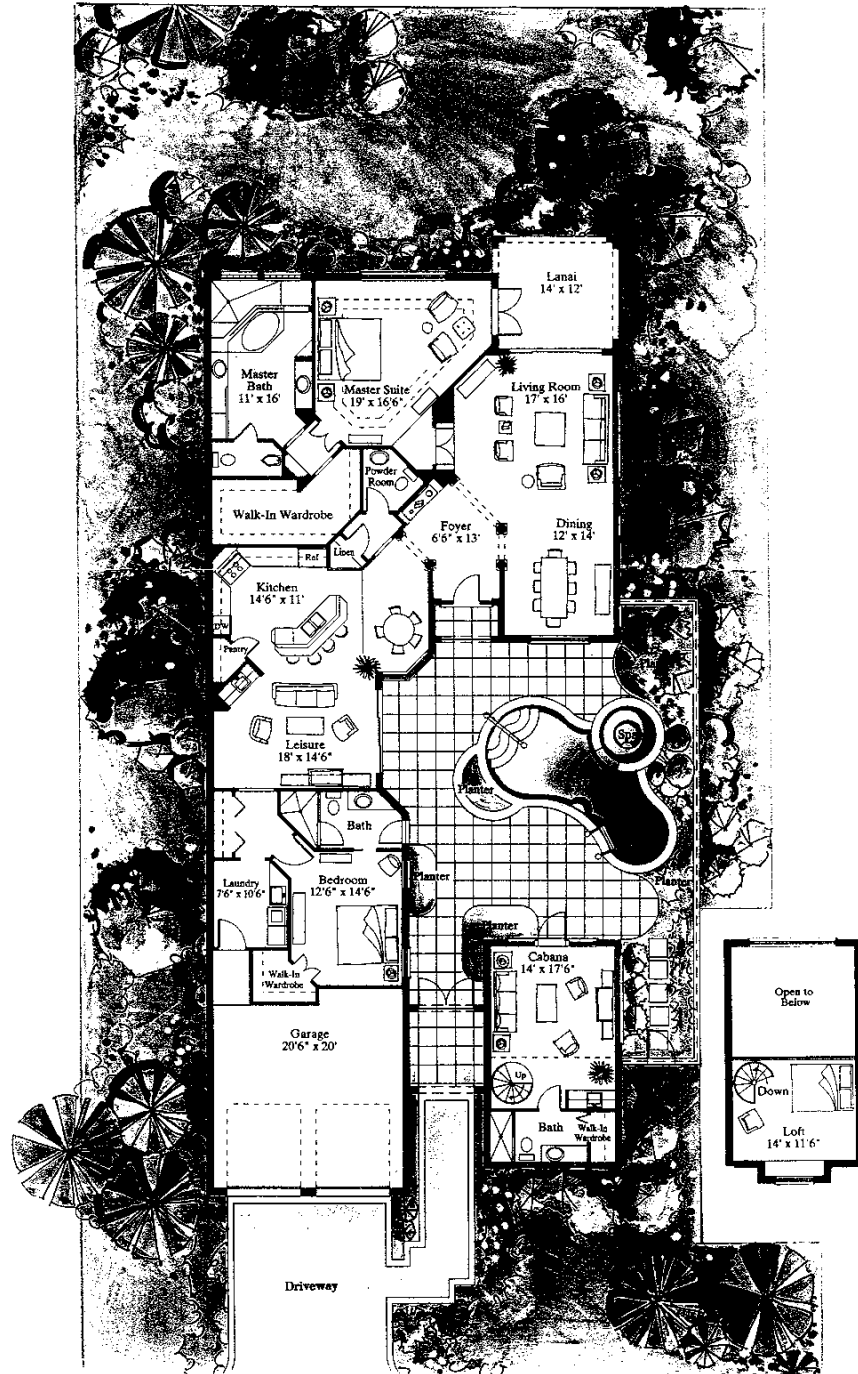 Lanai
14' x 12'
Master
Bath
11' x 16'
Master Suite
19' x 16'6"
Living Room
17' x 16'
Powder
Room
Walk-In Wardrobe
Foyer
6'6" x 13'
Dining
12' x 14'
Linen
Ref
Kitchen
14'6" x 11'
DW
Pantry
Leisure
18' x 14'6"
Spa
Planter
Bath
Laundry
7'6" x 10'6"
Bedroom
12'6" x 14'6"
Planter
Planter
Planter
Walk-In
Wardrobe
Cabana
14' x 17'6"
Open to
Below
Garage
20'6" x 20'
Up
Down
Bath
Walk-In
Wardrobe
Loft
14' x 11'6"
Driveway